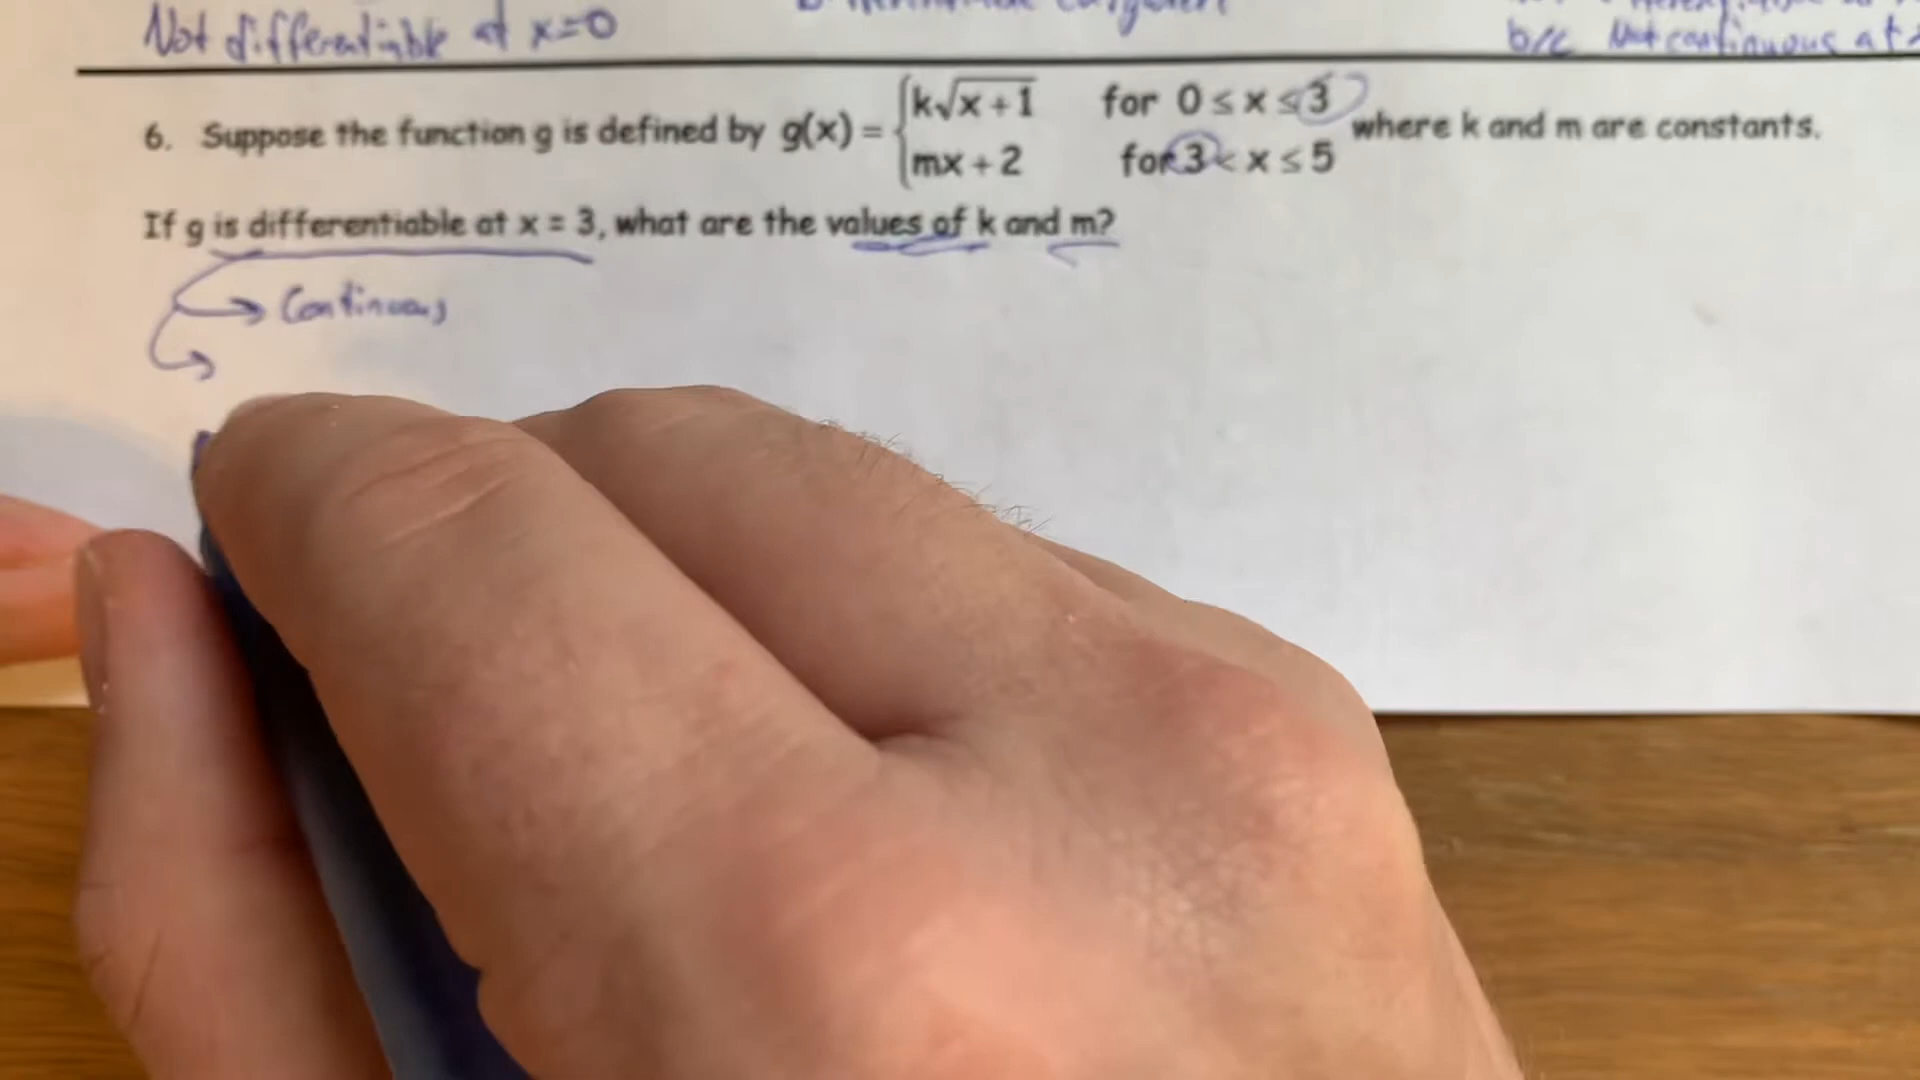 Not differentiable at x=0
b/c Not continuous at
6. Suppose the function g is defined by g(x) = { k√x+1 for 0 ≤ x ≤ 3
mx + 2 for 3 < x ≤ 5 where k and m are constants.
If g is differentiable at x = 3, what are the values of k and m?
Continuous